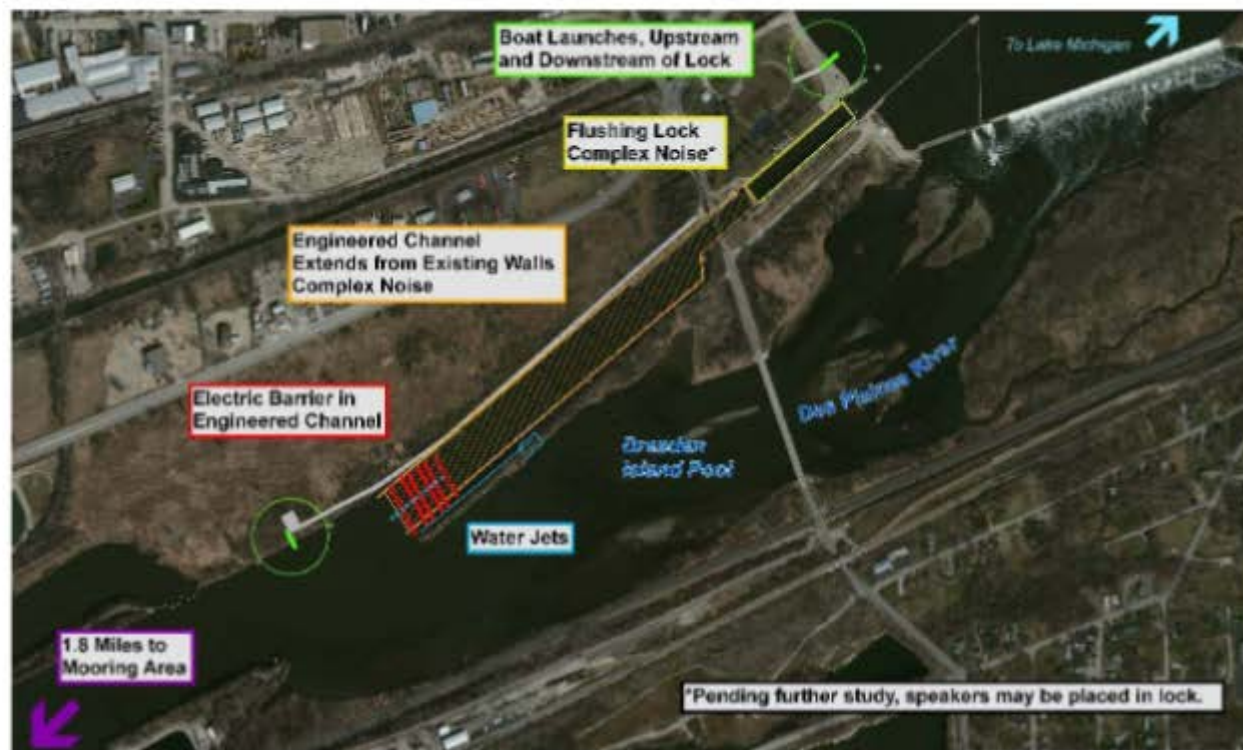 Boat Launches, Upstream
and Downstream of Lock
To Lake Michigan
Flushing Lock
Complex Noise*
Engineered Channel
Extends from Existing Walls
Complex Noise
Electric Barrier in
Engineered Channel
Des Plaines River
Dresden
Island Pool
Water Jets
1.8 Miles to
Mooring Area
*Pending further study, speakers may be placed in lock.